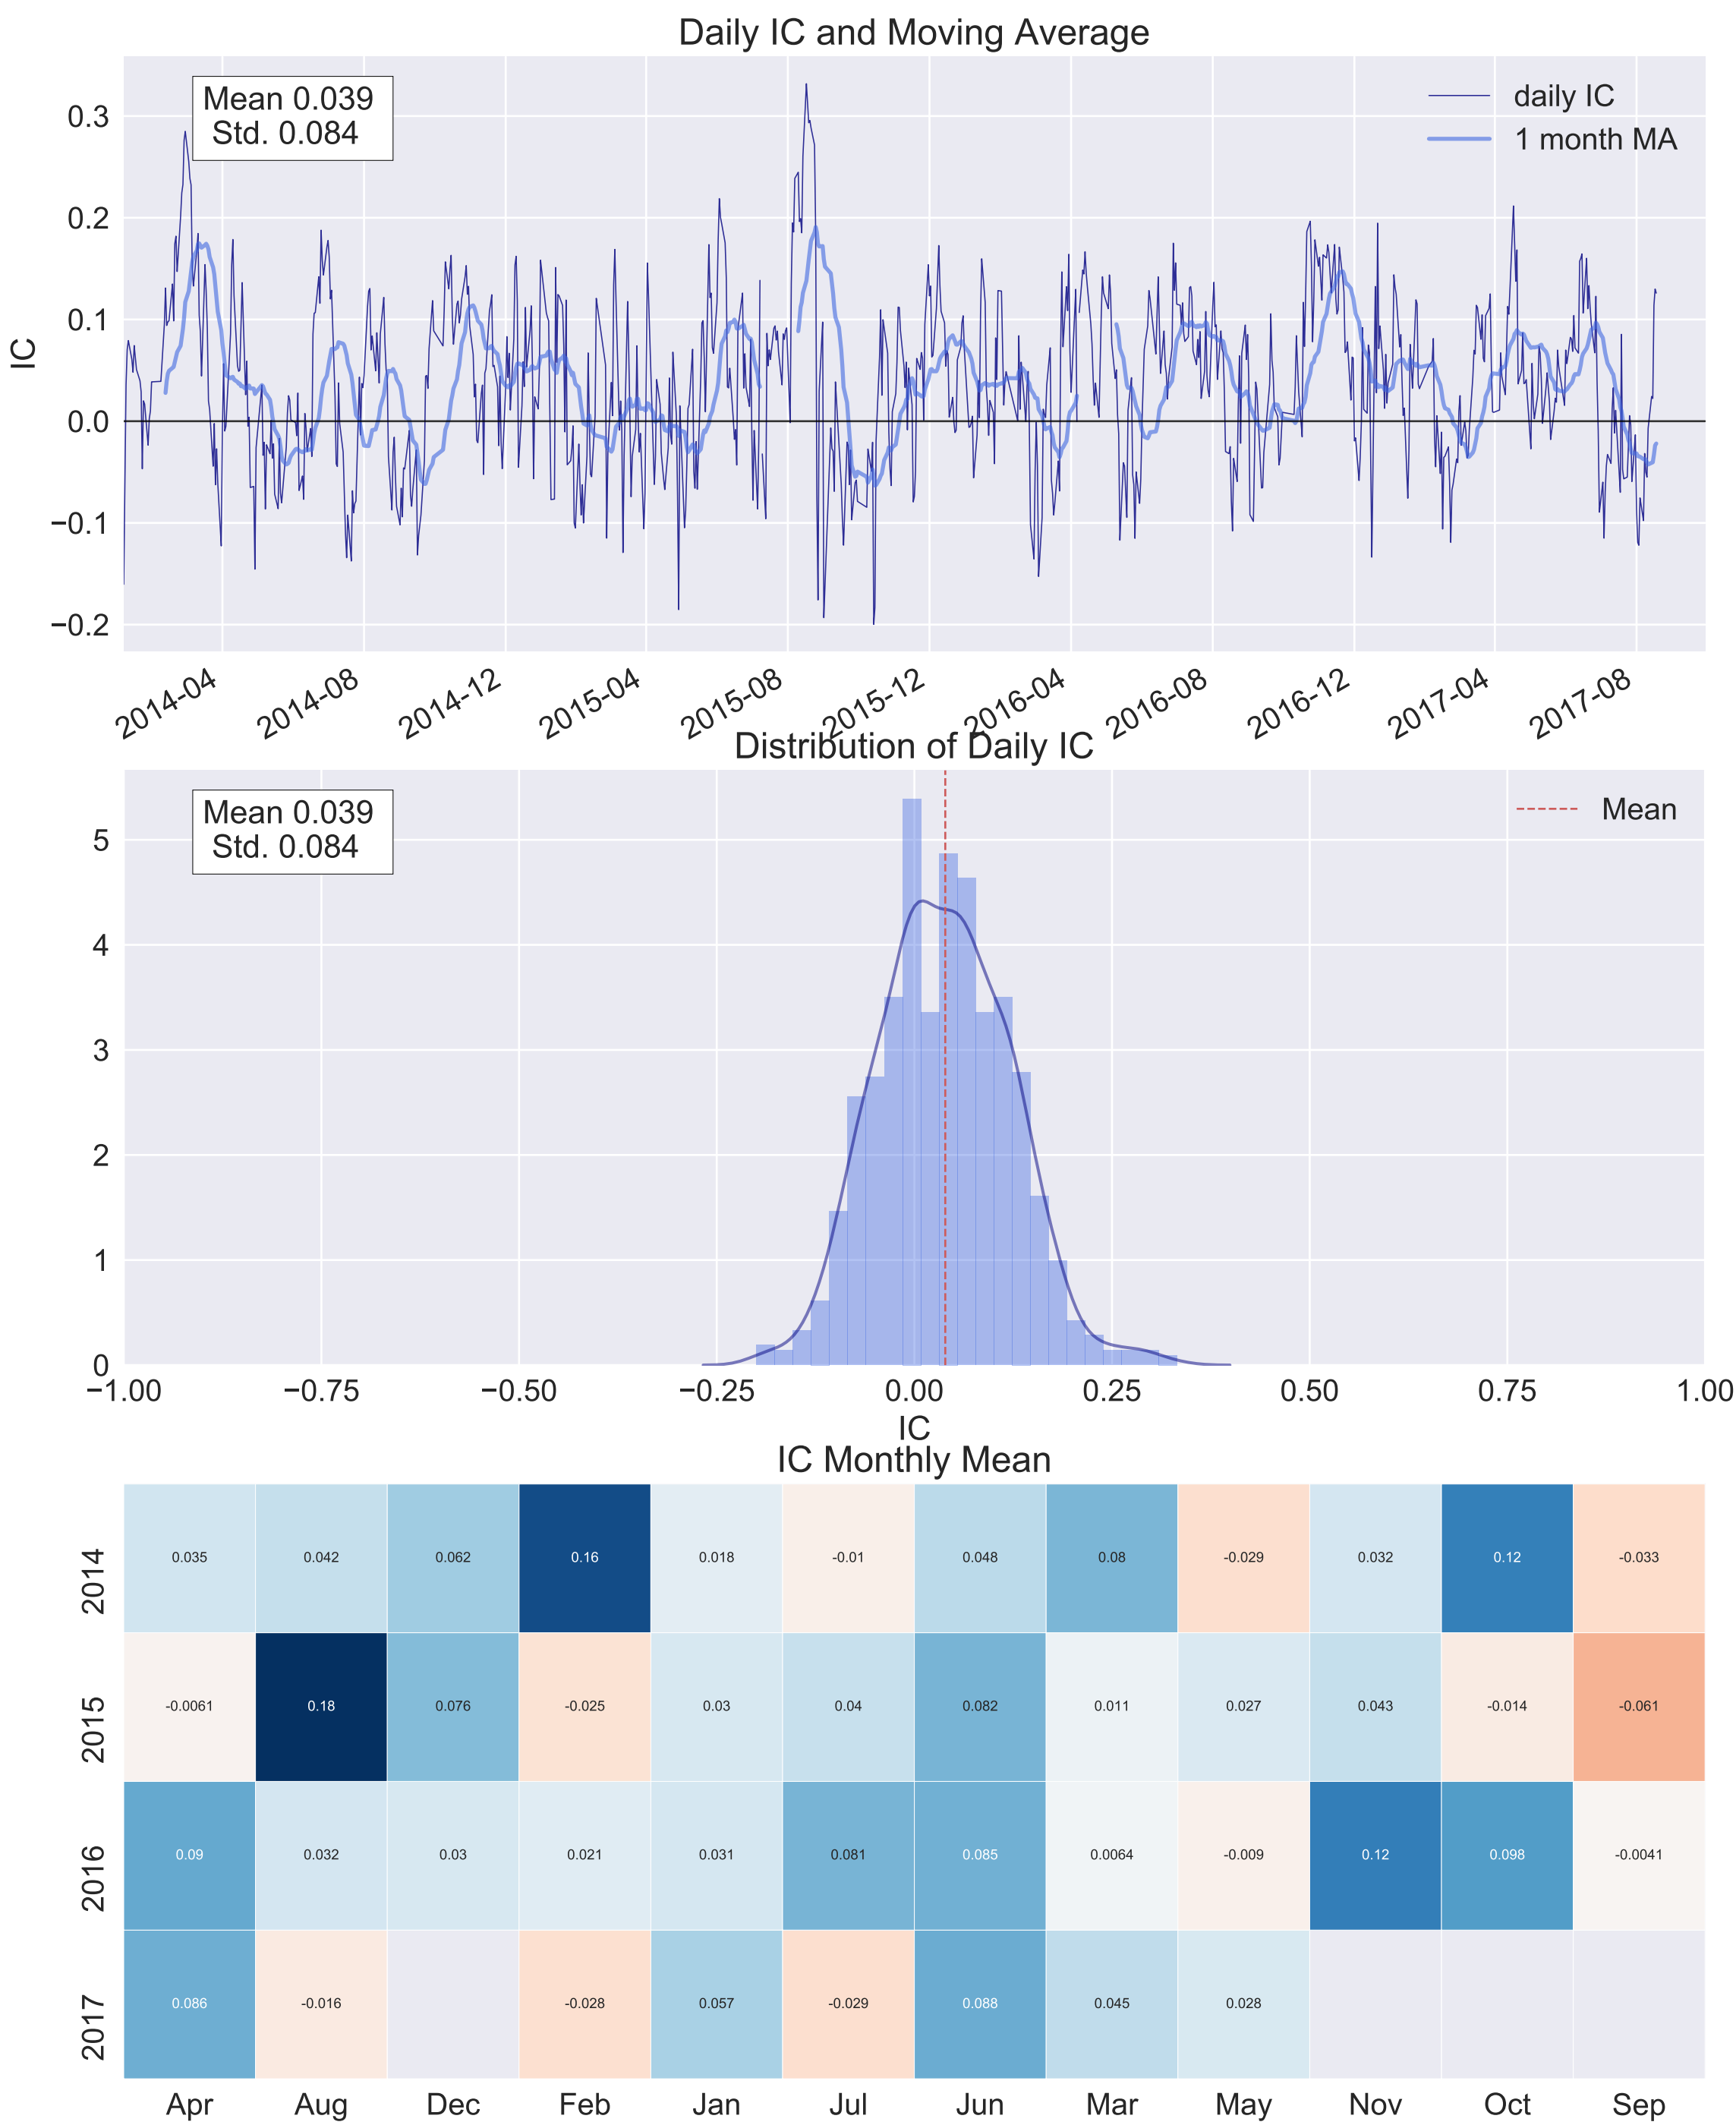 Daily IC and Moving Average
Mean 0.039
Std. 0.084
daily IC
1 month MA
IC
0.3
0.2
0.1
0.0
−0.1
−0.2
2014-04 2014-08 2014-12 2015-04 2015-08 2015-12 2016-04 2016-08 2016-12 2017-04 2017-08
Distribution of Daily IC
Mean 0.039
Std. 0.084
Mean
5
4
3
2
1
0
−1.00 −0.75 −0.50 −0.25 0.00 0.25 0.50 0.75 1.00
IC
IC Monthly Mean
2014 0.035 0.042 0.062 0.16 0.018 -0.01 0.048 0.08 -0.029 0.032 0.12 -0.033
2015 -0.0061 0.18 0.076 -0.025 0.03 0.04 0.082 0.011 0.027 0.043 -0.014 -0.061
2016 0.09 0.032 0.03 0.021 0.031 0.081 0.085 0.0064 -0.009 0.12 0.098 -0.0041
2017 0.086 -0.016 -0.028 0.057 -0.029 0.088 0.045 0.028
Apr Aug Dec Feb Jan Jul Jun Mar May Nov Oct Sep